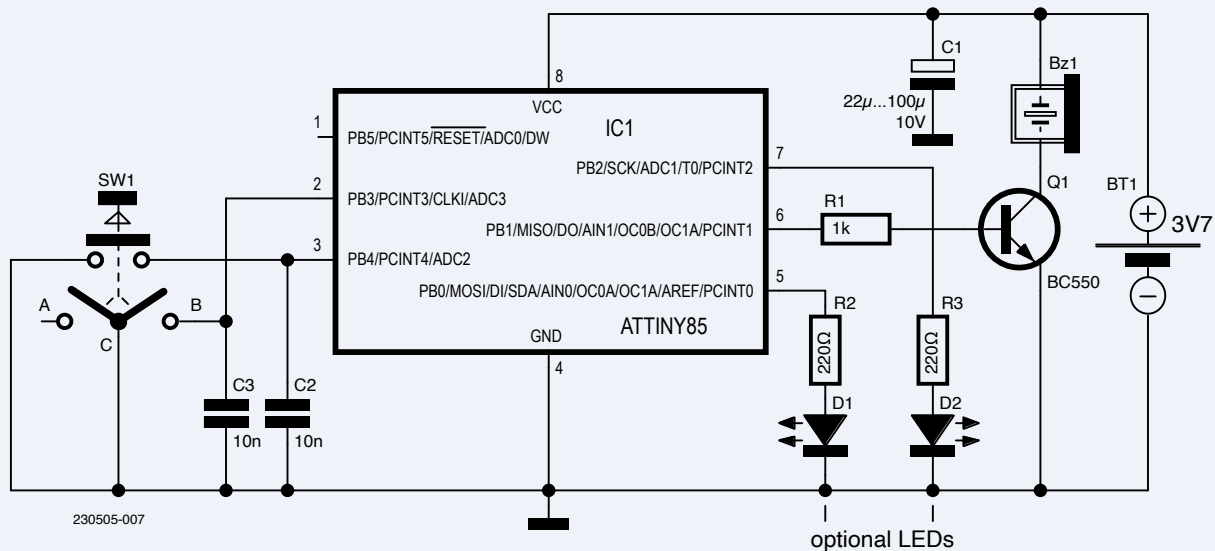 C1
22µ...100µ
10V
Bz1
8
VCC
IC1
1
PB5/PCINT5/RESET/ADC0/DW
7
PB2/SCK/ADC1/T0/PCINT2
SW1
2
PB3/PCINT3/CLKI/ADC3
Q1
BT1
+
3V7
6
R1
1k
PB1/MISO/DO/AIN1/OC0B/OC1A/PCINT1
3
PB4/PCINT4/ADC2
BC550
5
PB0/MOSI/DI/SDA/AIN0/OC0A/OC1A/AREF/PCINT0
−
A
B
C
R2
220Ω
R3
220Ω
ATTINY85
GND
4
C3
10n
C2
10n
D1
D2
230505-007
optional LEDs